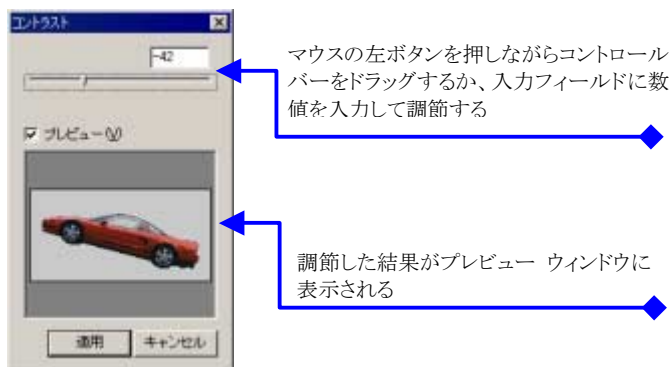 コントラスト
-42
マウスの左ボタンを押しながらコントロール
バーをドラッグするか、入力フィールドに数
値を入力して調節する
プレビュー(V)
調節した結果がプレビュー ウィンドウに
表示される
適用 キャンセル